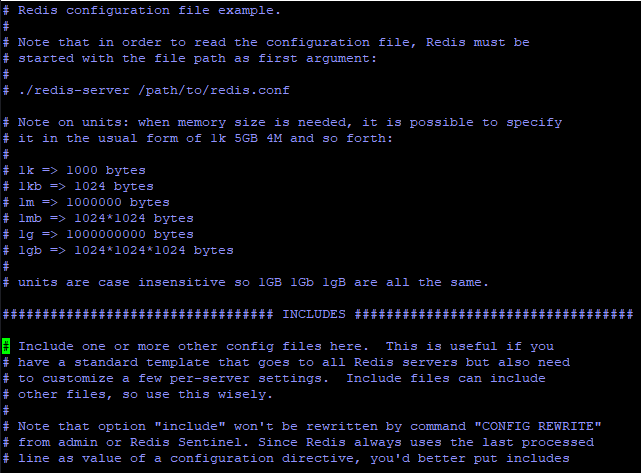 # Redis configuration file example.
#
# Note that in order to read the configuration file, Redis must be
# started with the file path as first argument:
#
# ./redis-server /path/to/redis.conf

# Note on units: when memory size is needed, it is possible to specify
# it in the usual form of 1k 5GB 4M and so forth:
#
# 1k => 1000 bytes
# 1kb => 1024 bytes
# 1m => 1000000 bytes
# 1mb => 1024*1024 bytes
# 1g => 1000000000 bytes
# 1gb => 1024*1024*1024 bytes
#
# units are case insensitive so 1GB 1Gb 1gB are all the same.

################################## INCLUDES ###################################

# Include one or more other config files here.  This is useful if you
# have a standard template that goes to all Redis servers but also need
# to customize a few per-server settings.  Include files can include
# other files, so use this wisely.
#
# Note that option "include" won't be rewritten by command "CONFIG REWRITE"
# from admin or Redis Sentinel. Since Redis always uses the last processed
# line as value of a configuration directive, you'd better put includes